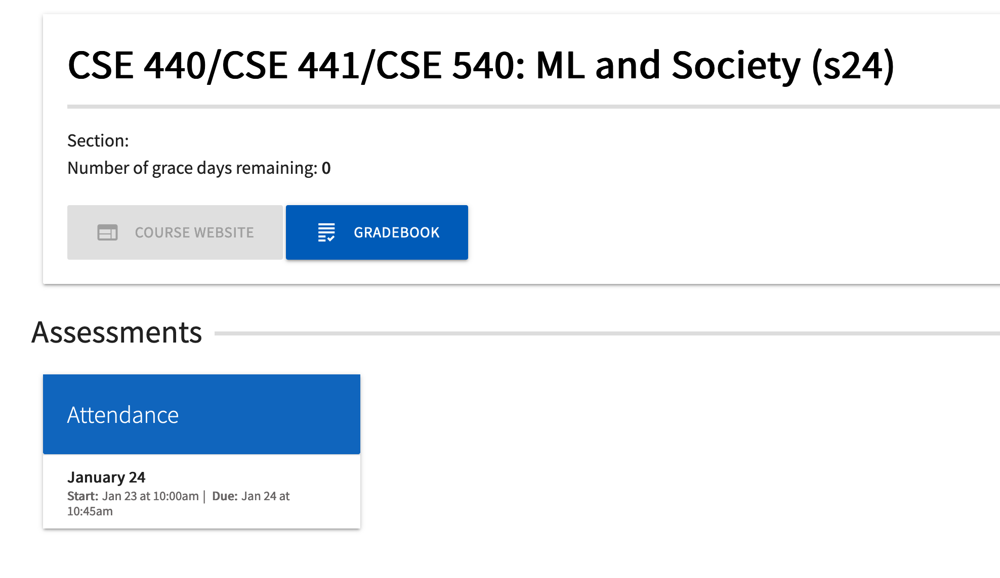 CSE 440/CSE 441/CSE 540: ML and Society (s24)
Section:
Number of grace days remaining: 0
COURSE WEBSITE
GRADEBOOK
Assessments
Attendance
January 24
Start: Jan 23 at 10:00am | Due: Jan 24 at
10:45am